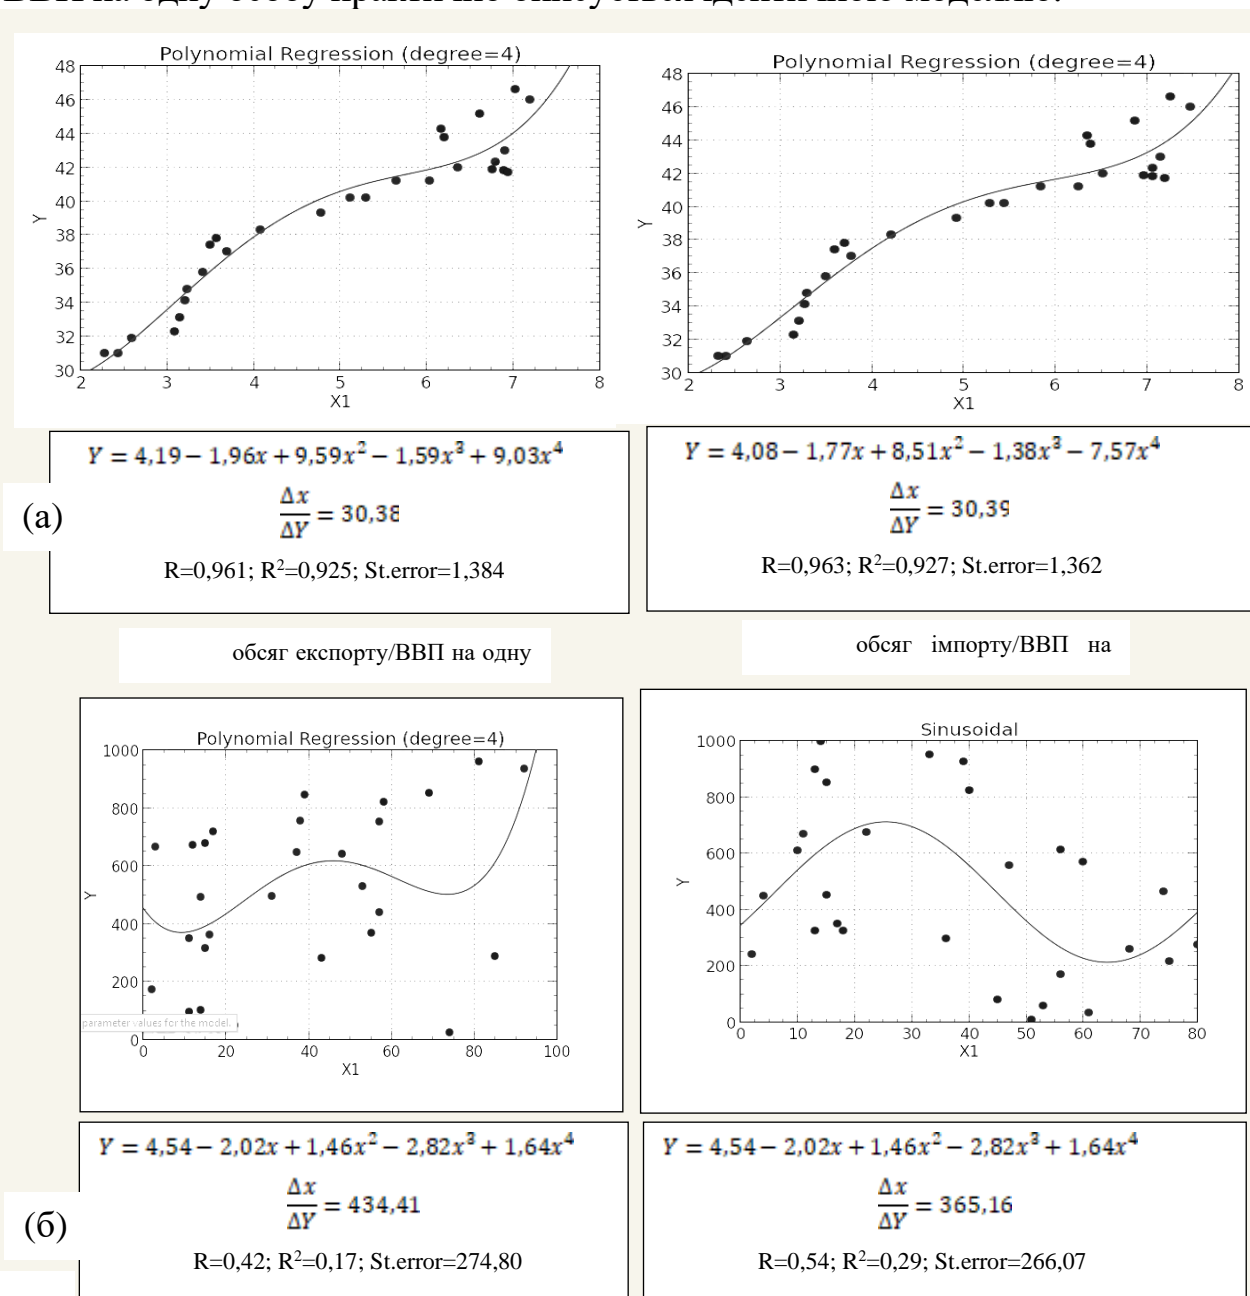 ВВП на одну особу практично описується ідентичною моделлю:
Polynomial Regression (degree=4)
48
46
44
42
40
38
36
34
32
30
Y
2 3 4 5 6 7 8
X1
Polynomial Regression (degree=4)
48
46
44
42
40
38
36
34
32
30
Y
2 3 4 5 6 7 8
X1
(а)
Y = 4,19 − 1,96x + 9,59x² − 1,59x³ + 9,03x⁴
Δx/ΔY = 30,38
R=0,961; R²=0,925; St.error=1,384
Y = 4,08 − 1,77x + 8,51x² − 1,38x³ − 7,57x⁴
Δx/ΔY = 30,39
R=0,963; R²=0,927; St.error=1,362
обсяг експорту/ВВП на одну
обсяг імпорту/ВВП на
Polynomial Regression (degree=4)
1000
800
600
400
200
0
Y
parameter values for the model.
0 20 40 60 80 100
X1
Sinusoidal
1000
800
600
400
200
0
Y
0 10 20 30 40 50 60 70 80
X1
(б)
Y = 4,54 − 2,02x + 1,46x² − 2,82x³ + 1,64x⁴
Δx/ΔY = 434,41
R=0,42; R²=0,17; St.error=274,80
Y = 4,54 − 2,02x + 1,46x² − 2,82x³ + 1,64x⁴
Δx/ΔY = 365,16
R=0,54; R²=0,29; St.error=266,07